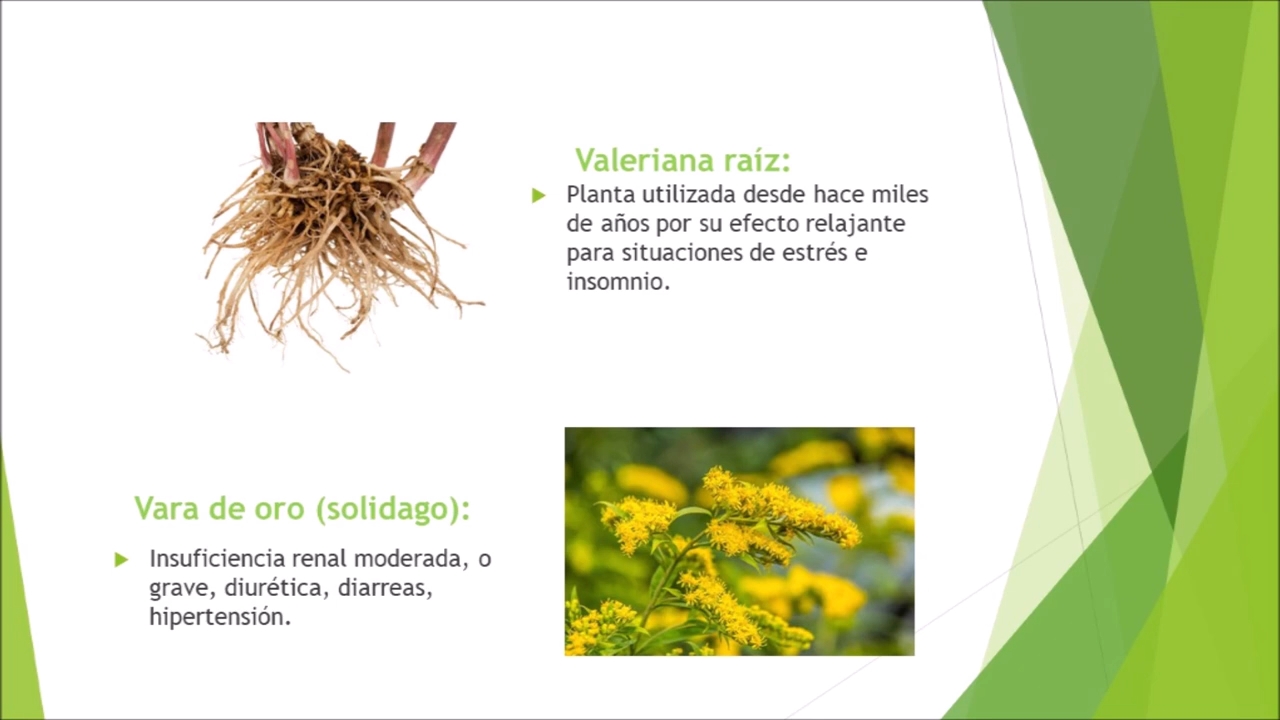 Valeriana raíz:
Planta utilizada desde hace miles
de años por su efecto relajante
para situaciones de estrés e
insomnio.
Vara de oro (solidago):
Insuficiencia renal moderada, o
grave, diurética, diarreas,
hipertensión.